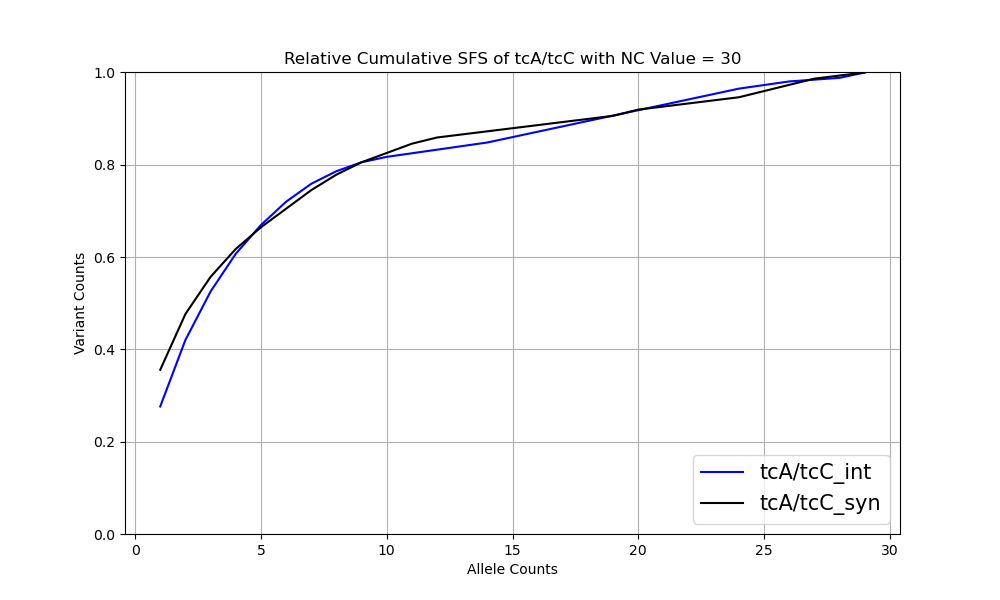 Relative Cumulative SFS of tcA/tcC with NC Value = 30
Variant Counts
1.0
0.8
0.6
0.4
0.2
0.0
tcA/tcC_int
tcA/tcC_syn
0 5 10 15 20 25 30
Allele Counts